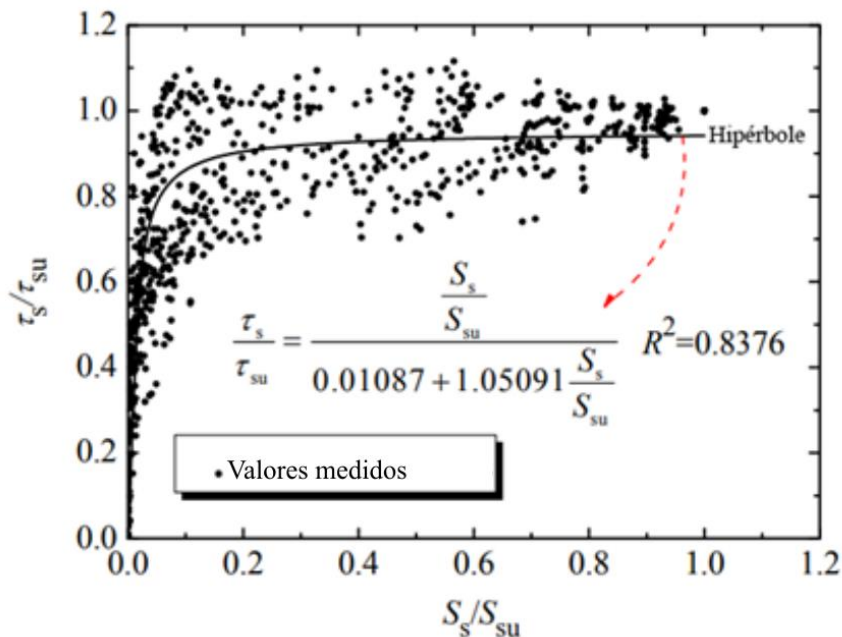 1.2
1.0
0.8
0.6
0.4
0.2
0.0
τs/τsu
Hipérbole
τs/τsu = (Ss/Ssu) / (0.01087+1.05091 Ss/Ssu) R²=0.8376
Valores medidos
0.0 0.2 0.4 0.6 0.8 1.0 1.2
Ss/Ssu